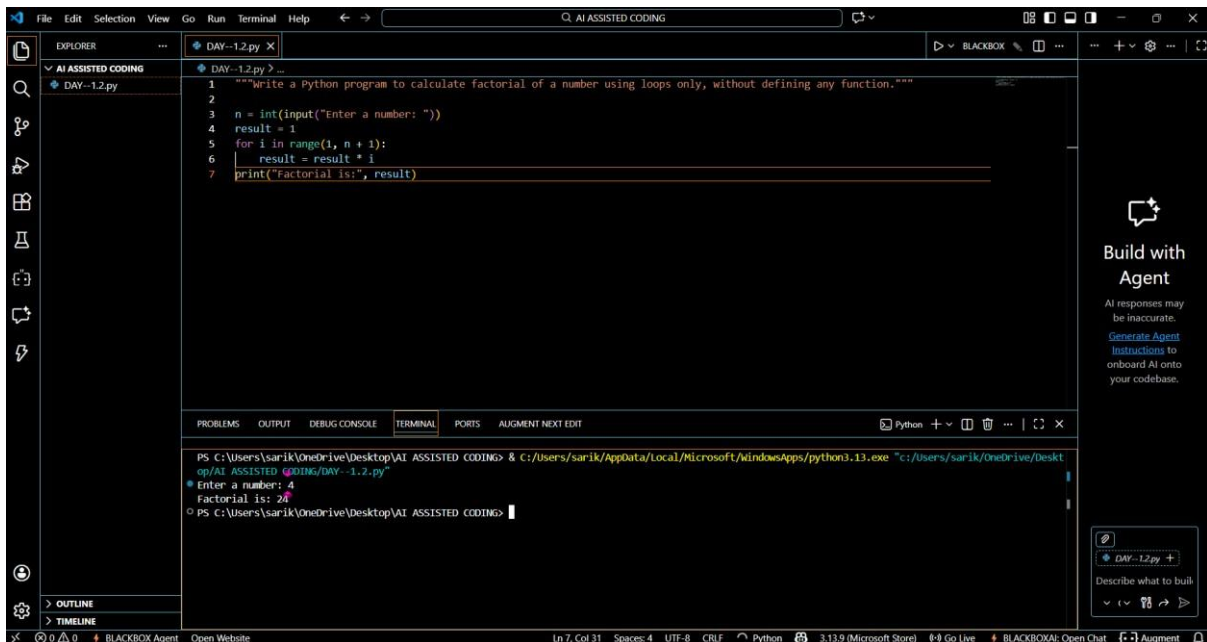 File Edit Selection View Go Run Terminal Help
AI ASSISTED CODING
EXPLORER
AI ASSISTED CODING
DAY--1.2.py
OUTLINE
TIMELINE
DAY--1.2.py
BLACKBOX
DAY--1.2.py > ...
1 """Write a Python program to calculate factorial of a number using loops only, without defining any function."""
2
3 n = int(input("Enter a number: "))
4 result = 1
5 for i in range(1, n + 1):
6 result = result * i
7 print("Factorial is:", result)
PROBLEMS OUTPUT DEBUG CONSOLE TERMINAL PORTS AUGMENT NEXT EDIT
Python
PS C:\Users\sarik\OneDrive\Desktop\AI ASSISTED CODING> & C:/Users/sarik/AppData/Local/Microsoft/WindowsApps/python3.13.exe "c:/Users/sarik/OneDrive/Deskt
op/AI ASSISTED CODING/DAY--1.2.py"
Enter a number: 4
Factorial is: 24
PS C:\Users\sarik\OneDrive\Desktop\AI ASSISTED CODING>
Build with
Agent
AI responses may
be inaccurate.
Generate Agent
Instructions to
onboard AI onto
your codebase.
DAY--1.2.py
Describe what to buil
0 0 BLACKBOX Agent Open Website Ln 7, Col 31 Spaces: 4 UTF-8 CRLF Python 3.13.9 (Microsoft Store) Go Live BLACKBOXAI: Open Chat Augment